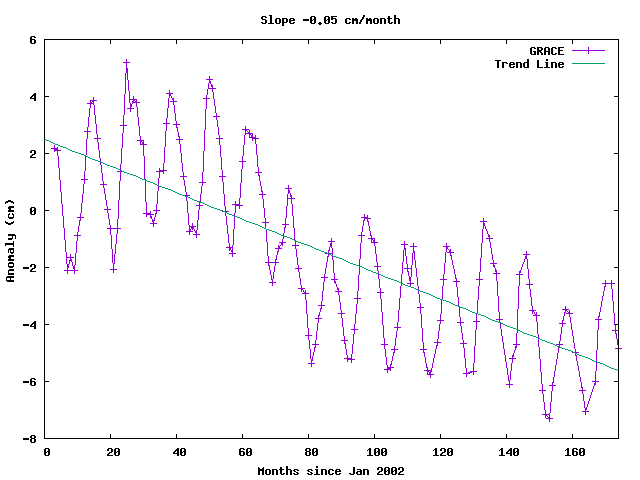 Slope -0.05 cm/month
GRACE
Trend Line
6
4
2
0
-2
-4
-6
-8
Anomaly (cm)
0 20 40 60 80 100 120 140 160
Months since Jan 2002